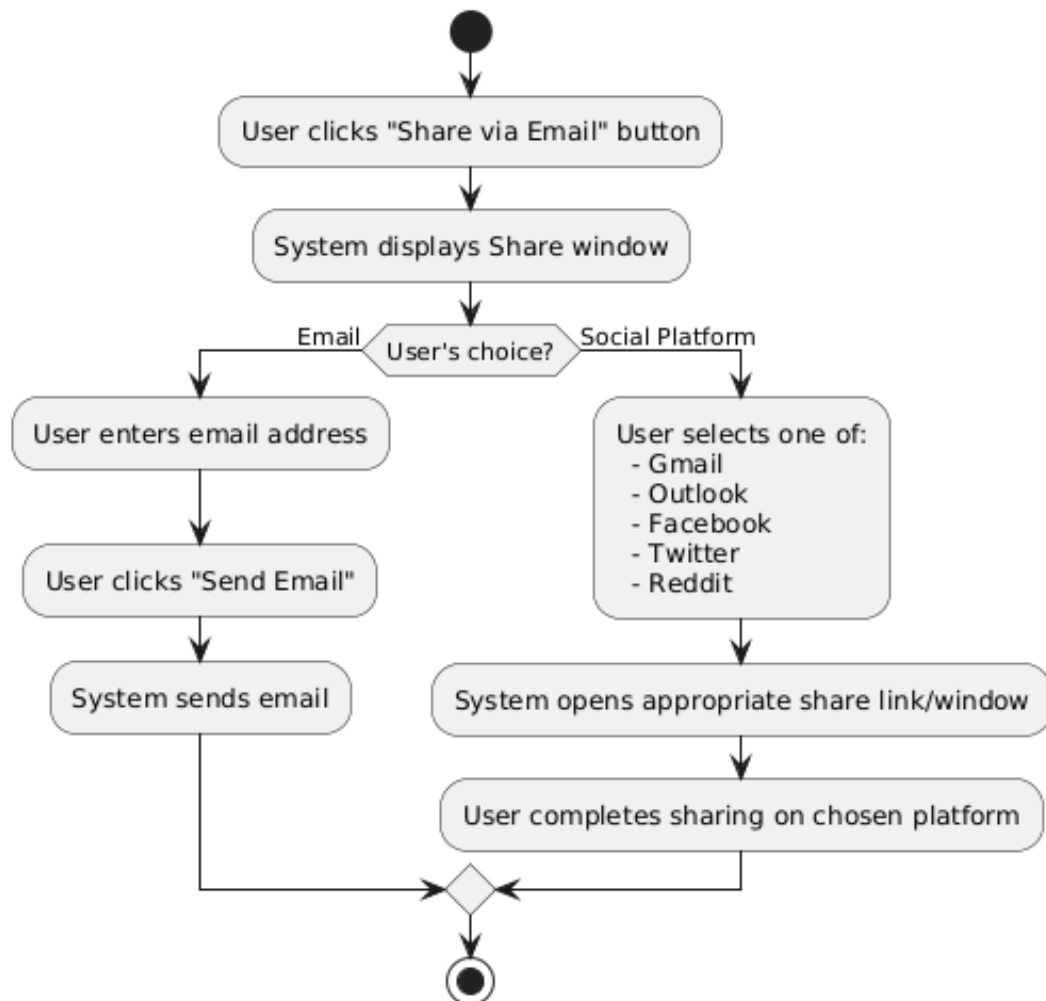 User clicks "Share via Email" button
System displays Share window
Email
User's choice?
Social Platform
User enters email address
User clicks "Send Email"
System sends email
User selects one of:
- Gmail
- Outlook
- Facebook
- Twitter
- Reddit
System opens appropriate share link/window
User completes sharing on chosen platform